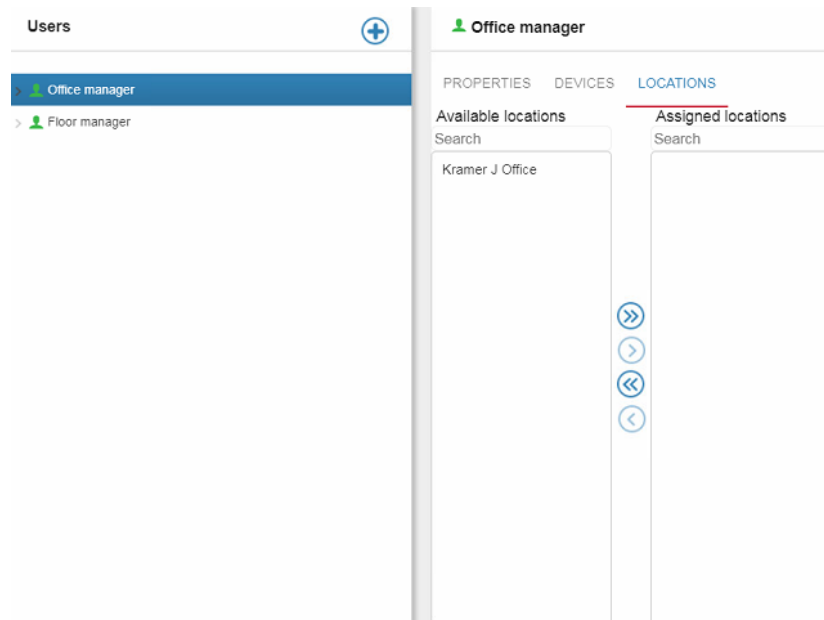 Users
Office manager
Floor manager
Office manager
PROPERTIES DEVICES LOCATIONS
Available locations
Search
Kramer J Office
Assigned locations
Search